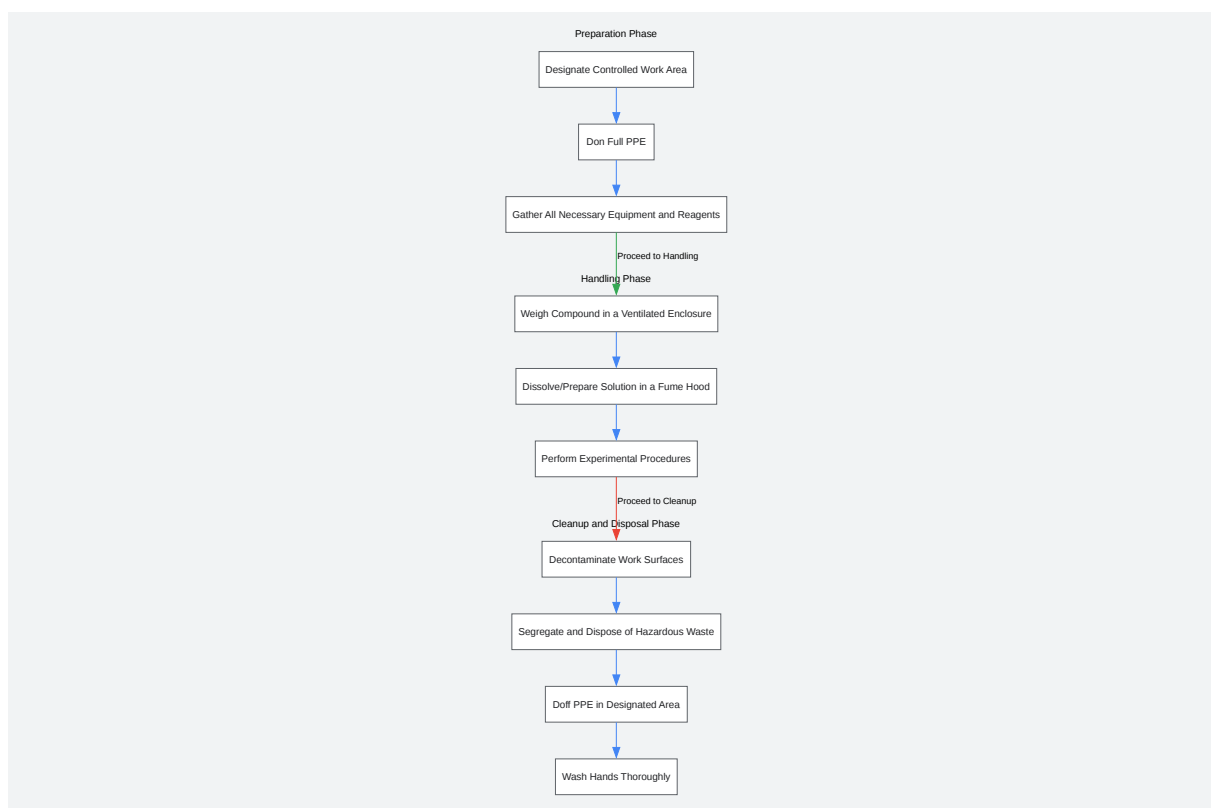 Preparation Phase
Designate Controlled Work Area
Don Full PPE
Gather All Necessary Equipment and Reagents
Proceed to Handling
Handling Phase
Weigh Compound in a Ventilated Enclosure
Dissolve/Prepare Solution in a Fume Hood
Perform Experimental Procedures
Proceed to Cleanup
Cleanup and Disposal Phase
Decontaminate Work Surfaces
Segregate and Dispose of Hazardous Waste
Doff PPE in Designated Area
Wash Hands Thoroughly